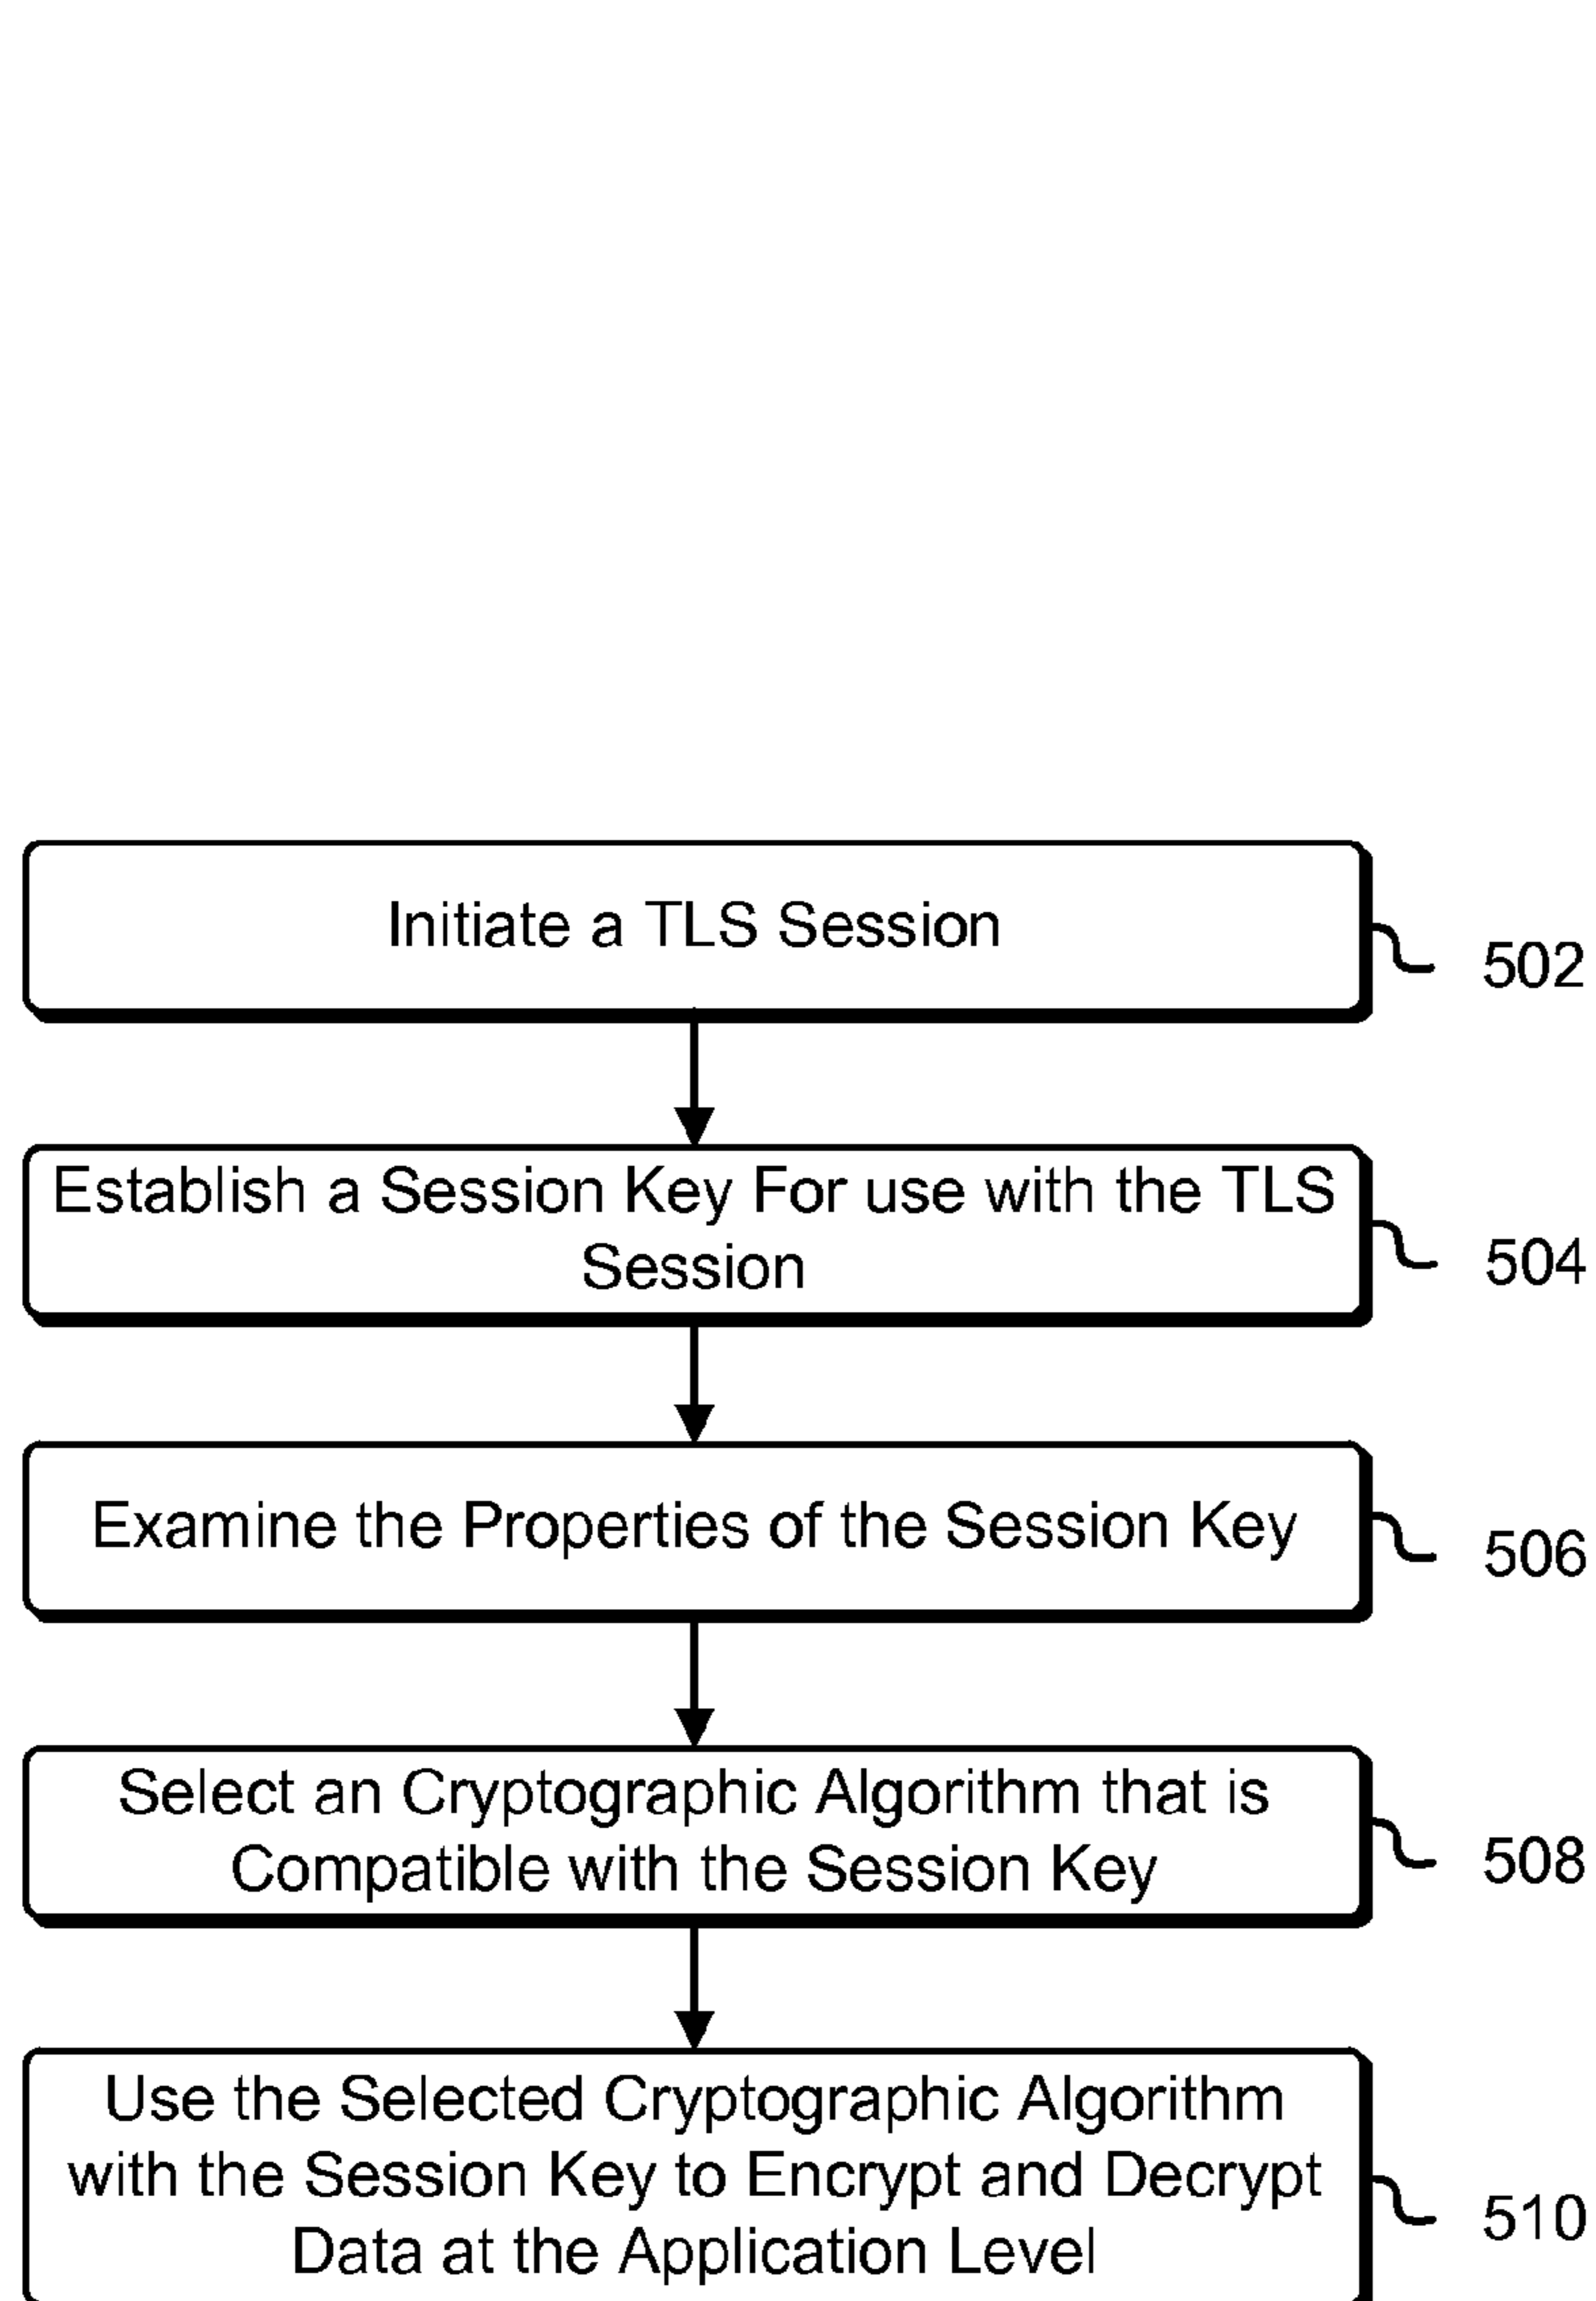 Initiate a TLS Session
502
Establish a Session Key For use with the TLS
Session
504
Examine the Properties of the Session Key
506
Select an Cryptographic Algorithm that is
Compatible with the Session Key
508
Use the Selected Cryptographic Algorithm
with the Session Key to Encrypt and Decrypt
Data at the Application Level
510